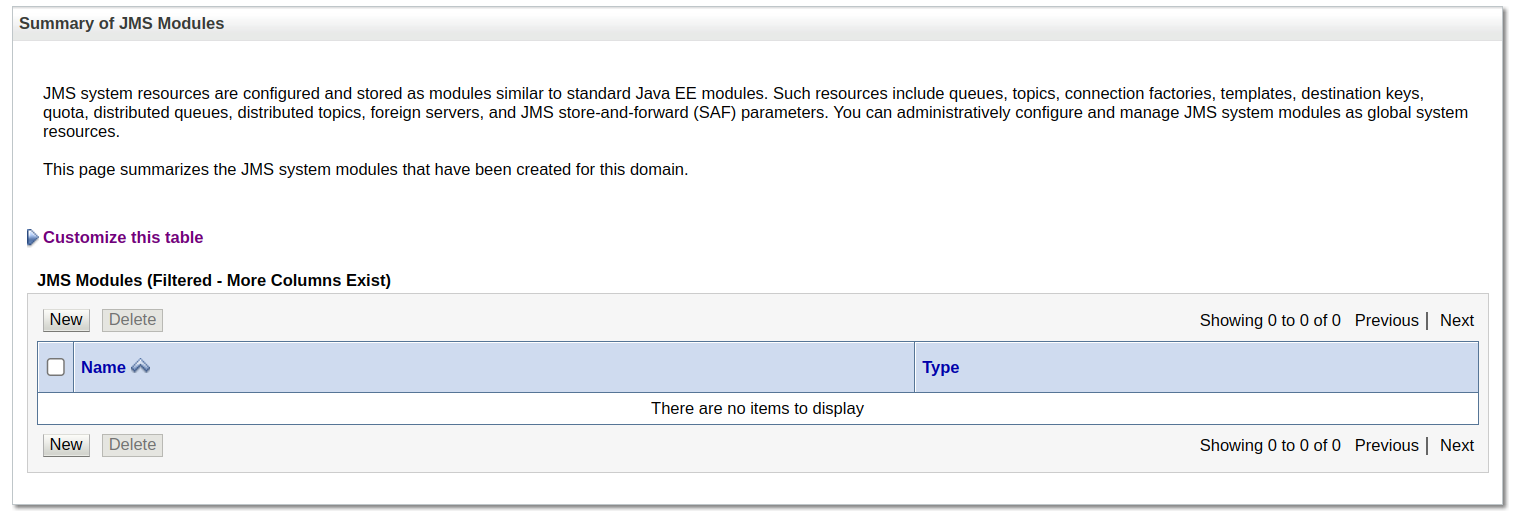 Summary of JMS Modules
JMS system resources are configured and stored as modules similar to standard Java EE modules. Such resources include queues, topics, connection factories, templates, destination keys,
quota, distributed queues, distributed topics, foreign servers, and JMS store-and-forward (SAF) parameters. You can administratively configure and manage JMS system modules as global system
resources.
This page summarizes the JMS system modules that have been created for this domain.
Customize this table
JMS Modules (Filtered - More Columns Exist)
New Delete Showing 0 to 0 of 0 Previous | Next
Name Type
There are no items to display
New Delete Showing 0 to 0 of 0 Previous | Next